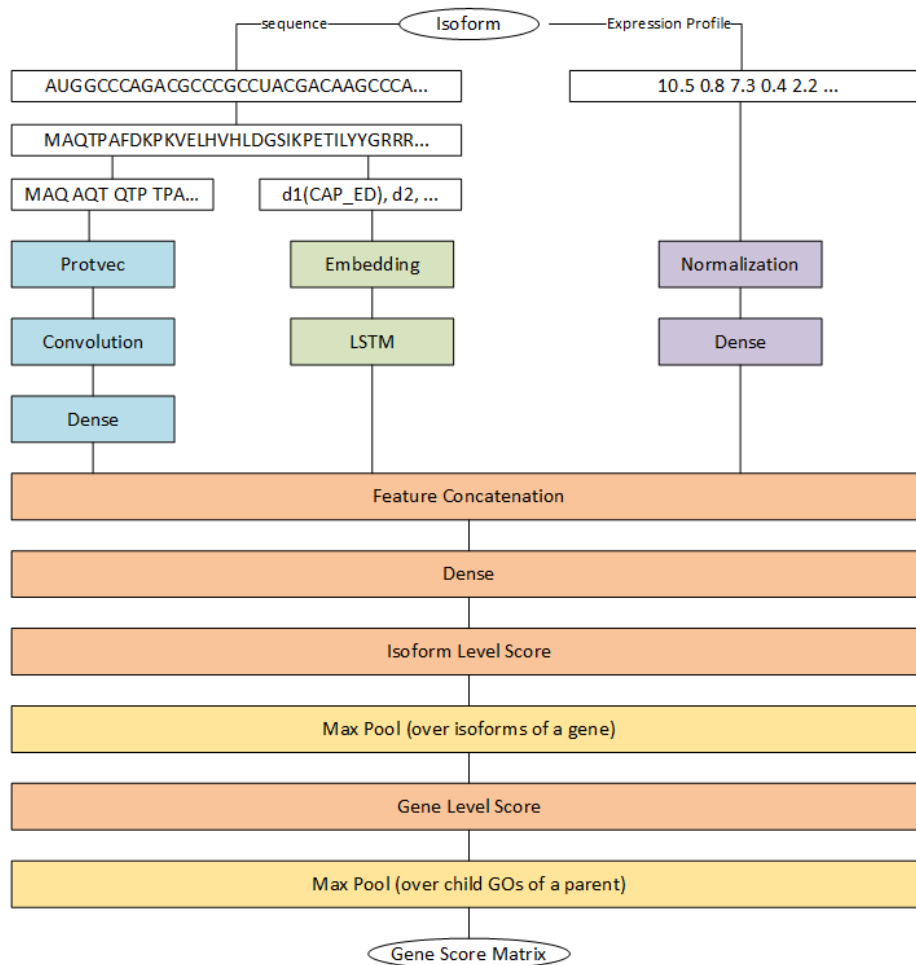 sequence
Isoform
Expression Profile
AUGGCCCAGACGCCCGCCUACGACAAGCCCA...
10.5 0.8 7.3 0.4 2.2 ...
MAQTPAFDKPKVELHVHLDGSIKPETILYYGRRR...
MAQ AQT QTP TPA...
d1(CAP_ED), d2, ...
Protvec
Embedding
Normalization
Convolution
LSTM
Dense
Dense
Feature Concatenation
Dense
Isoform Level Score
Max Pool (over isoforms of a gene)
Gene Level Score
Max Pool (over child GOs of a parent)
Gene Score Matrix